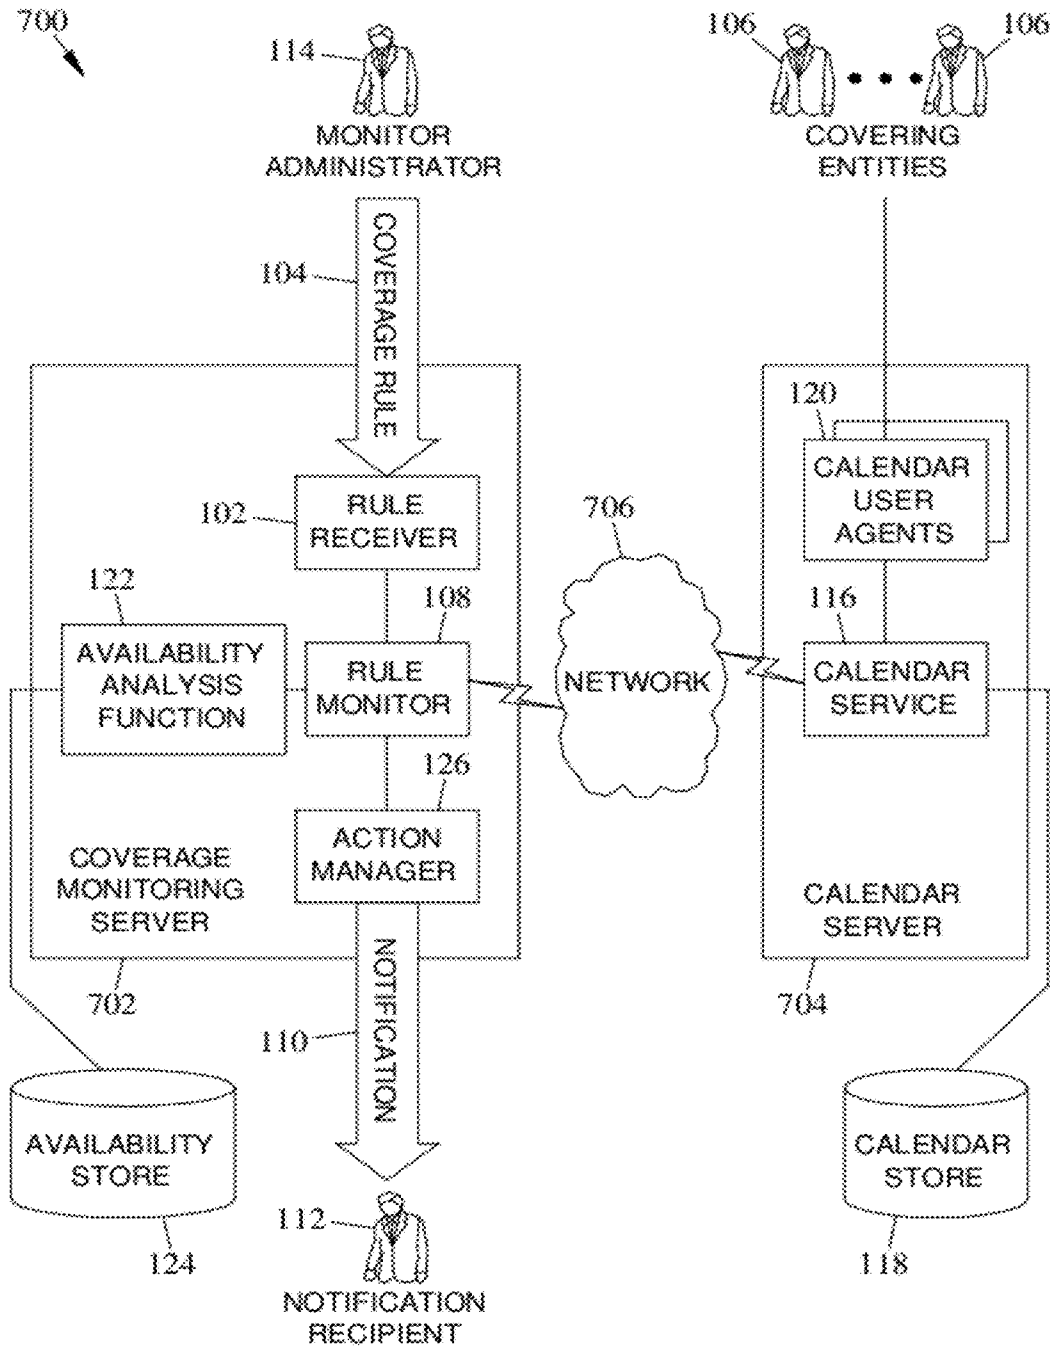 700
114
MONITOR
ADMINISTRATOR
106
106
COVERING
ENTITIES
104
COVERAGE RULE
120
CALENDAR
USER
AGENTS
102
RULE
RECEIVER
706
NETWORK
122
AVAILABILITY
ANALYSIS
FUNCTION
108
RULE
MONITOR
116
CALENDAR
SERVICE
126
ACTION
MANAGER
COVERAGE
MONITORING
SERVER
CALENDAR
SERVER
702
704
110
NOTIFICATION
AVAILABILITY
STORE
124
CALENDAR
STORE
118
112
NOTIFICATION
RECIPIENT